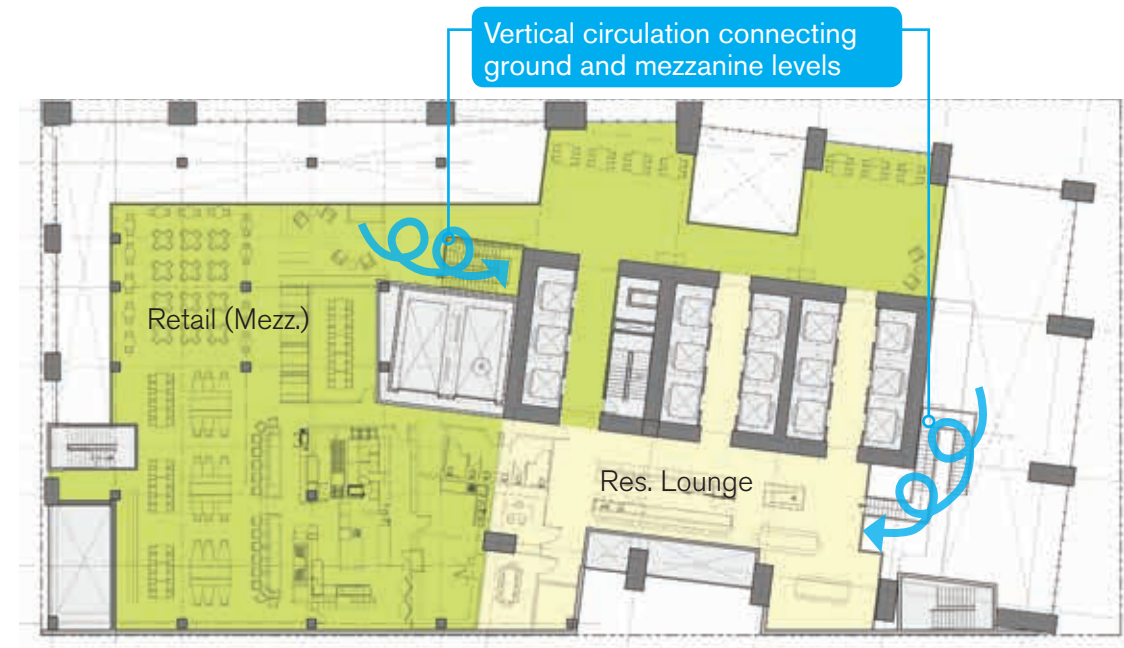 Vertical circulation connecting
ground and mezzanine levels
Retail (Mezz.)
Res. Lounge